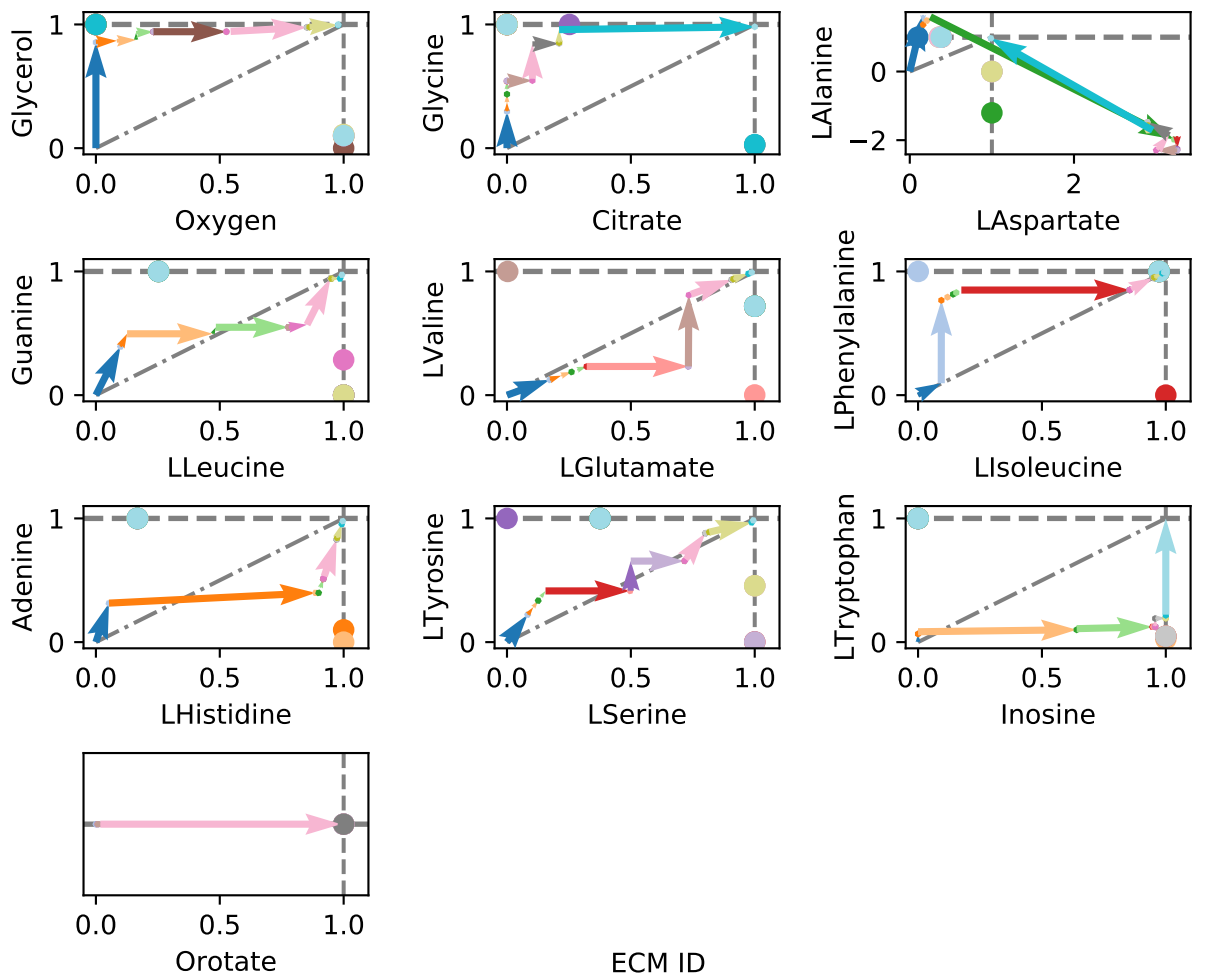 Glycerol
1
0
0.0 0.5 1.0
Oxygen
Glycine
1
0
0.0 0.5 1.0
Citrate
LAlanine
0
−2
0 2
LAspartate
Guanine
1
0
0.0 0.5 1.0
LLeucine
LValine
1
0
0.0 0.5 1.0
LGlutamate
LPhenylalanine
1
0
0.0 0.5 1.0
LIsoleucine
Adenine
1
0
0.0 0.5 1.0
LHistidine
LTyrosine
1
0
0.0 0.5 1.0
LSerine
LTryptophan
1
0
0.0 0.5 1.0
Inosine
0.0 0.5 1.0
Orotate
ECM ID